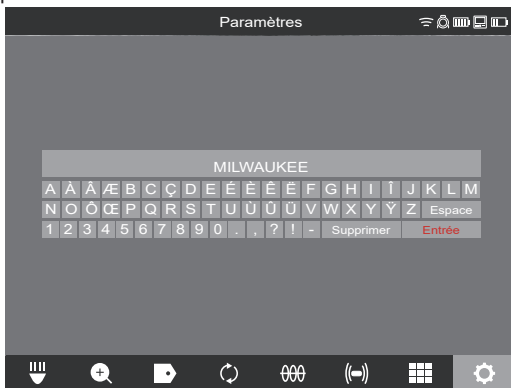 Paramètres
MILWAUKEE
A À Â Æ B C Ç D E É È Ê Ë F G H I Î J K L M
N O Ô Œ P Q R S T U Ù Û Ü V W X Y Ÿ Z Espace
1 2 3 4 5 6 7 8 9 0 . , ? ! - Supprimer Entrée